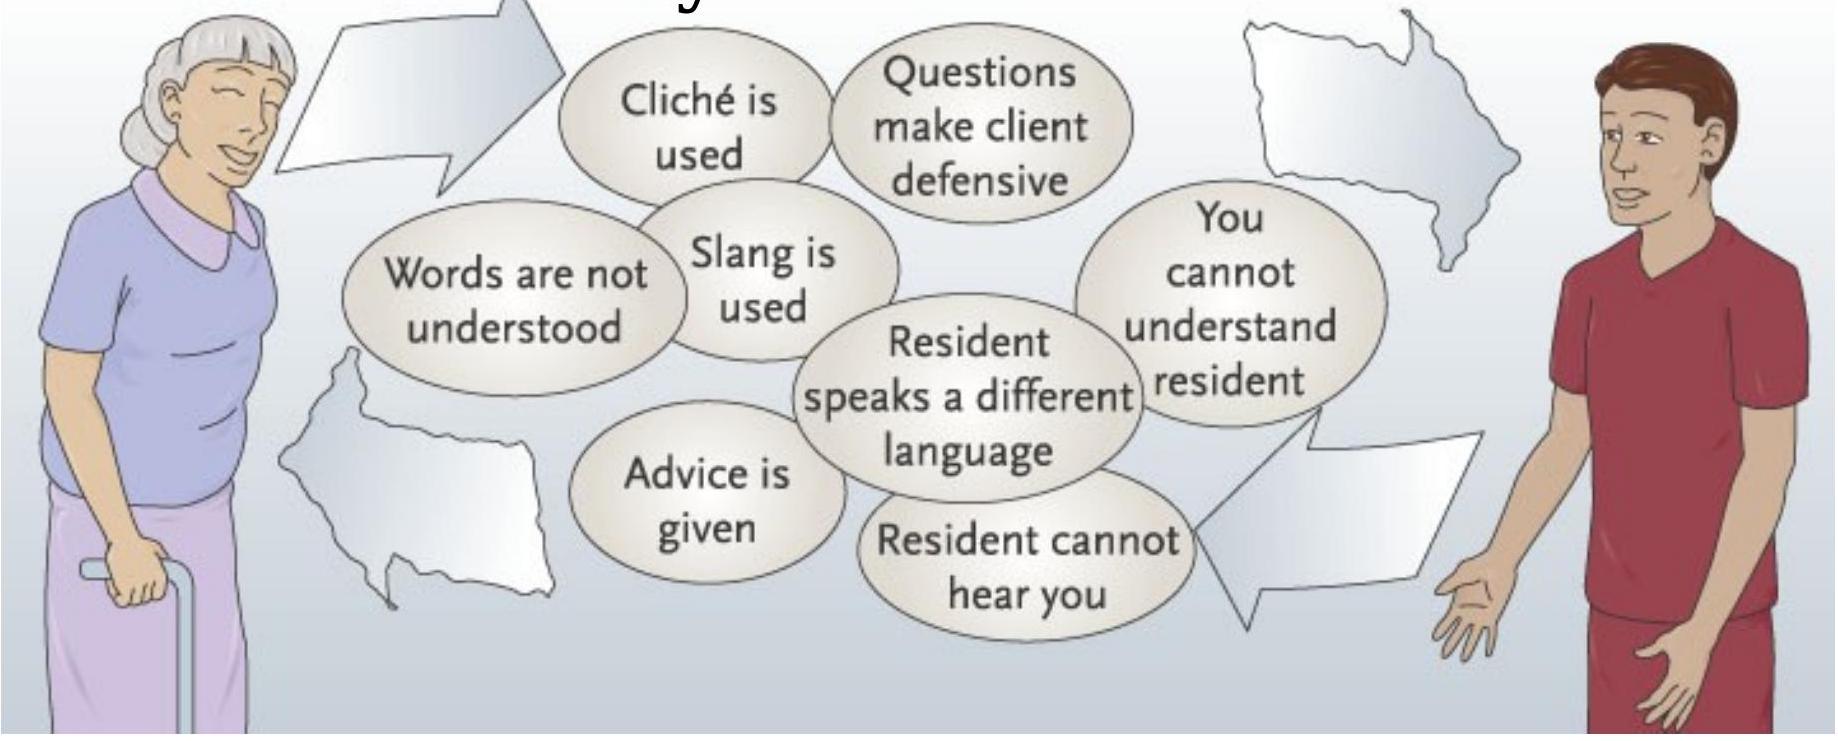 Cliché is
used
Questions
make client
defensive
Words are not
understood
Slang is
used
You
cannot
understand
resident
Resident
speaks a different
language
Advice is
given
Resident cannot
hear you